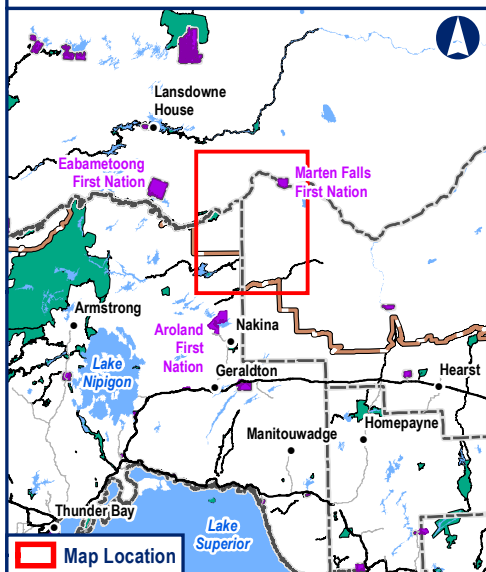 Lansdowne
House
Eabametoong
First Nation
Marten Falls
First Nation
Armstrong
Aroland
First
Nation
Nakina
Lake
Nipigon
Geraldton
Hearst
Manitouwadge
Homepayne
Thunder Bay
Lake
Superior
Map Location